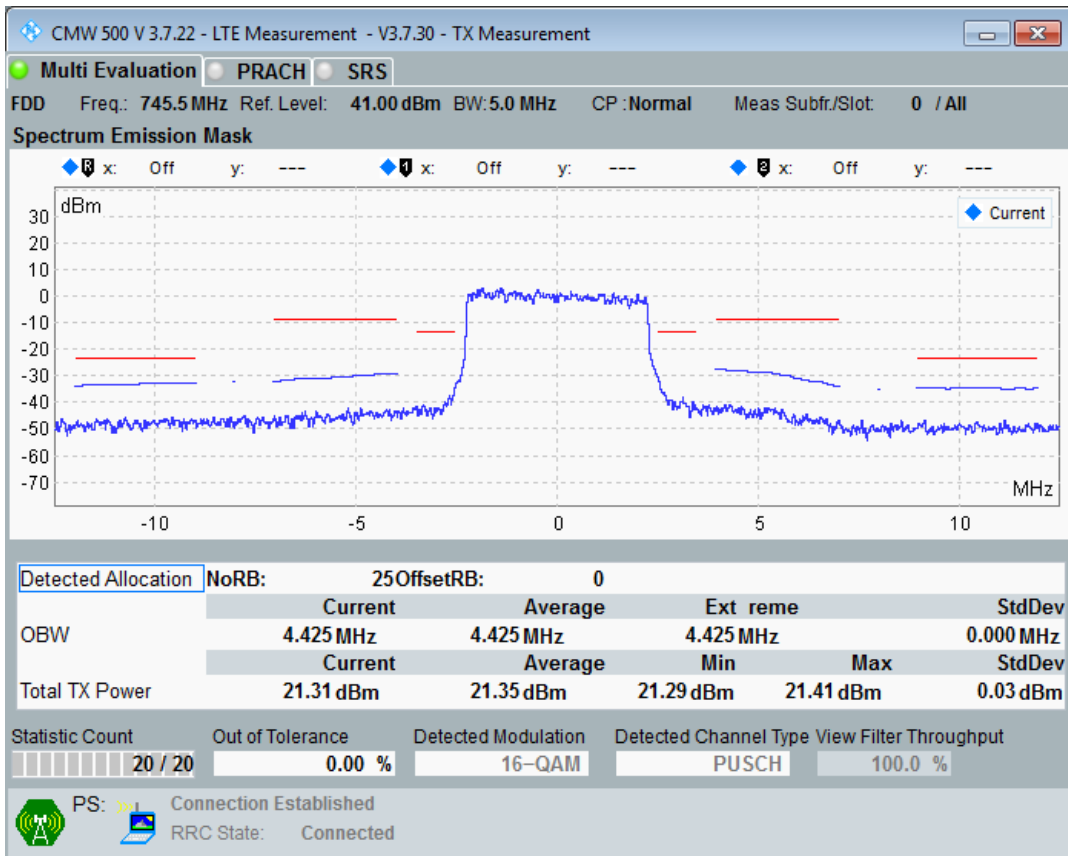 CMW 500 V 3.7.22 - LTE Measurement - V3.7.30 - TX Measurement
Multi Evaluation PRACH SRS
FDD Freq.: 745.5 MHz Ref. Level: 41.00 dBm BW: 5.0 MHz CP : Normal Meas Subfr./Slot: 0 / All
Spectrum Emission Mask
R x: Off y: --- 1 x: Off y: --- 2 x: Off y: ---
dBm
Current
30
20
10
0
-10
-20
-30
-40
-50
-60
-70
MHz
-10 -5 0 5 10
Detected Allocation NoRB: 25 OffsetRB: 0
Current Average Ext reme StdDev
OBW 4.425 MHz 4.425 MHz 4.425 MHz 0.000 MHz
Current Average Min Max StdDev
Total TX Power 21.31 dBm 21.35 dBm 21.29 dBm 21.41 dBm 0.03 dBm
Statistic Count Out of Tolerance Detected Modulation Detected Channel Type View Filter Throughput
20 / 20 0.00 % 16-QAM PUSCH 100.0 %
PS: Connection Established
RRC State: Connected